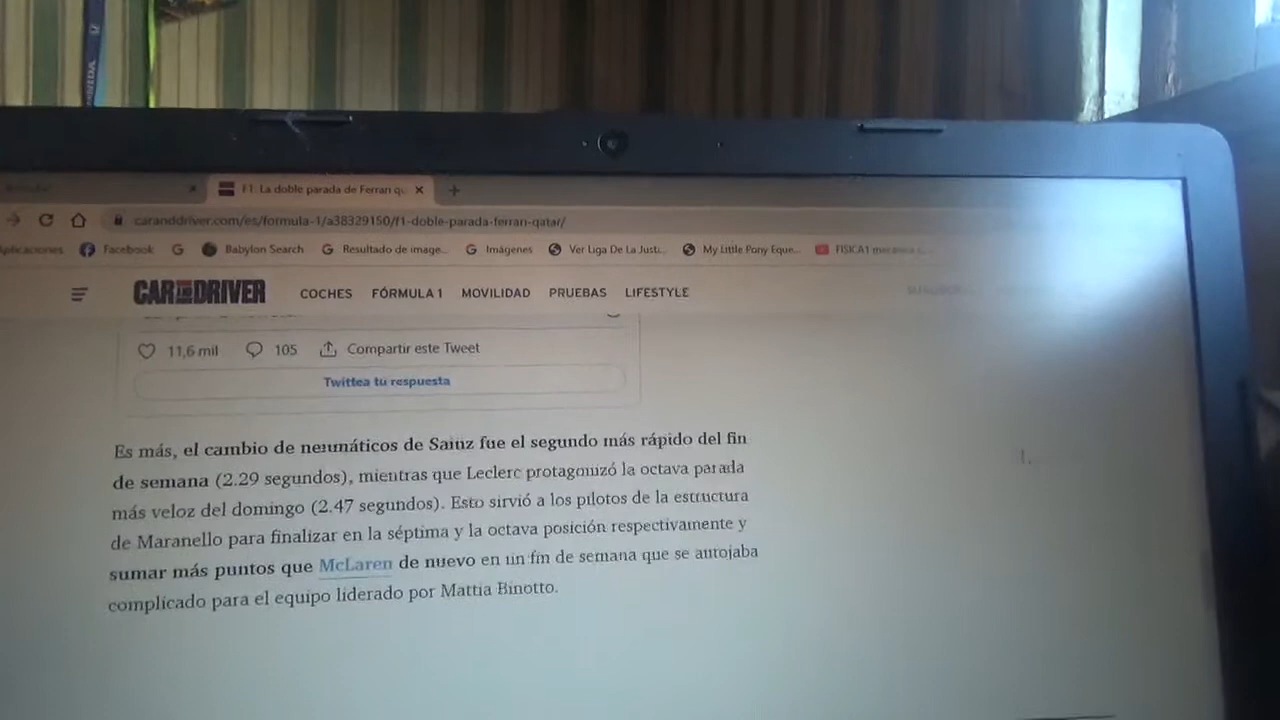 HONDA
F1: La doble parada de Ferrari qu
caranddriver.com/es/formula-1/a38329150/f1-doble-parada-ferrari-qatar/
Aplicaciones Facebook Babylon Search Resultado de image... Imágenes Ver Liga De La Justi... My Little Pony Eque... FISICA1
CAR AND DRIVER COCHES FÓRMULA 1 MOVILIDAD PRUEBAS LIFESTYLE
11,6 mil 105 Compartir este Tweet
Twittea tu respuesta
Es más, el cambio de neumáticos de Sainz fue el segundo más rápido del fin
de semana (2.29 segundos), mientras que Leclerc protagonizó la octava parada
más veloz del domingo (2.47 segundos). Esto sirvió a los pilotos de la estructura
de Maranello para finalizar en la séptima y la octava posición respectivamente y
sumar más puntos que McLaren de nuevo en un fin de semana que se antojaba
complicado para el equipo liderado por Mattia Binotto.